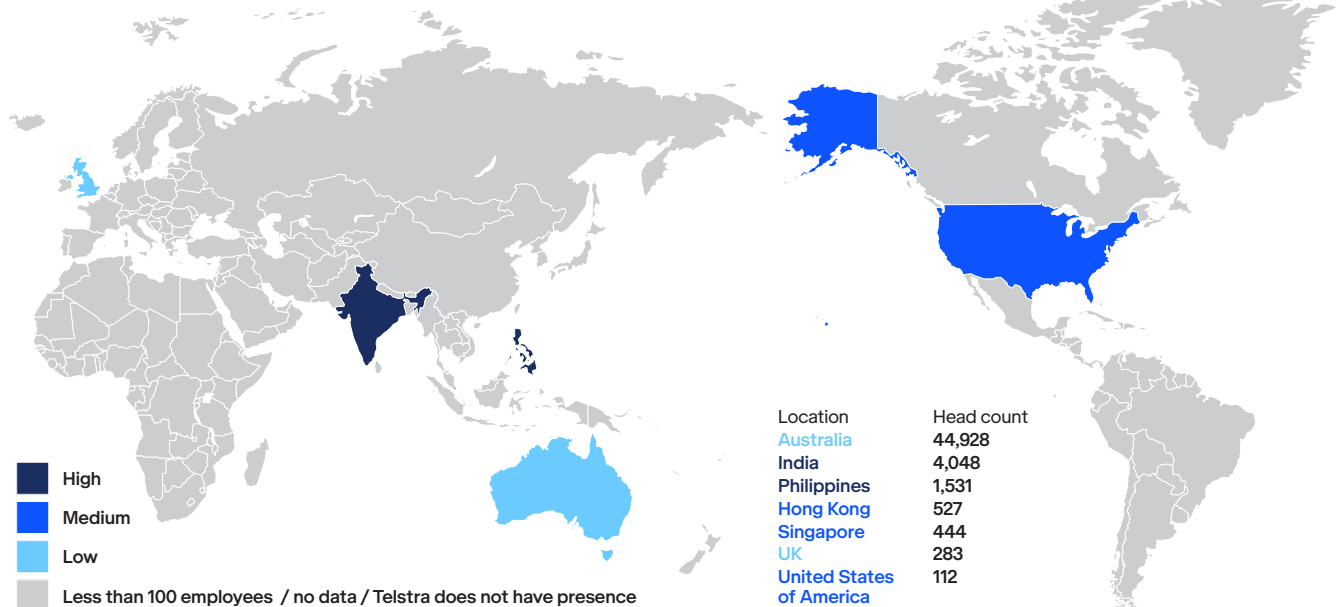 High
Medium
Low
Less than 100 employees / no data / Telstra does not have presence
Location Head count
Australia 44,928
India 4,048
Philippines 1,531
Hong Kong 527
Singapore 444
UK 283
United States 112
of America